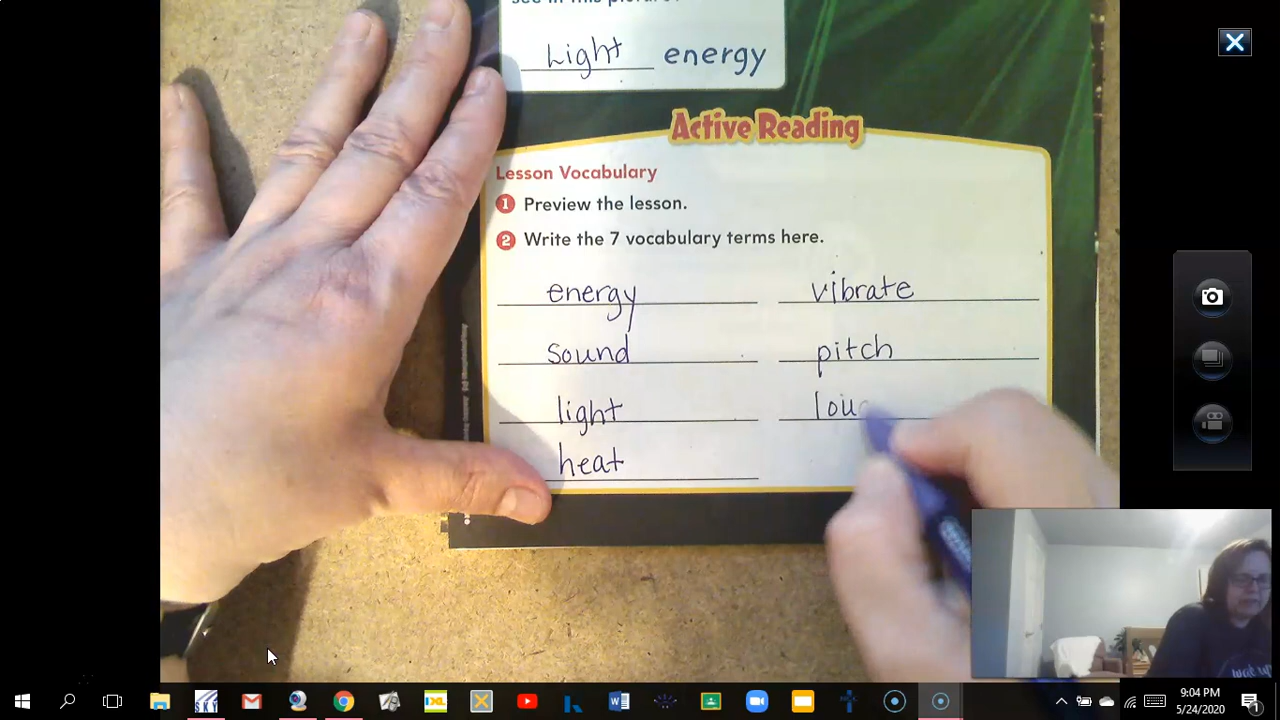 Light energy
Active Reading
Lesson Vocabulary
1 Preview the lesson.
2 Write the 7 vocabulary terms here.
energy vibrate
sound pitch
light lou
heat
9:04 PM
5/24/2020